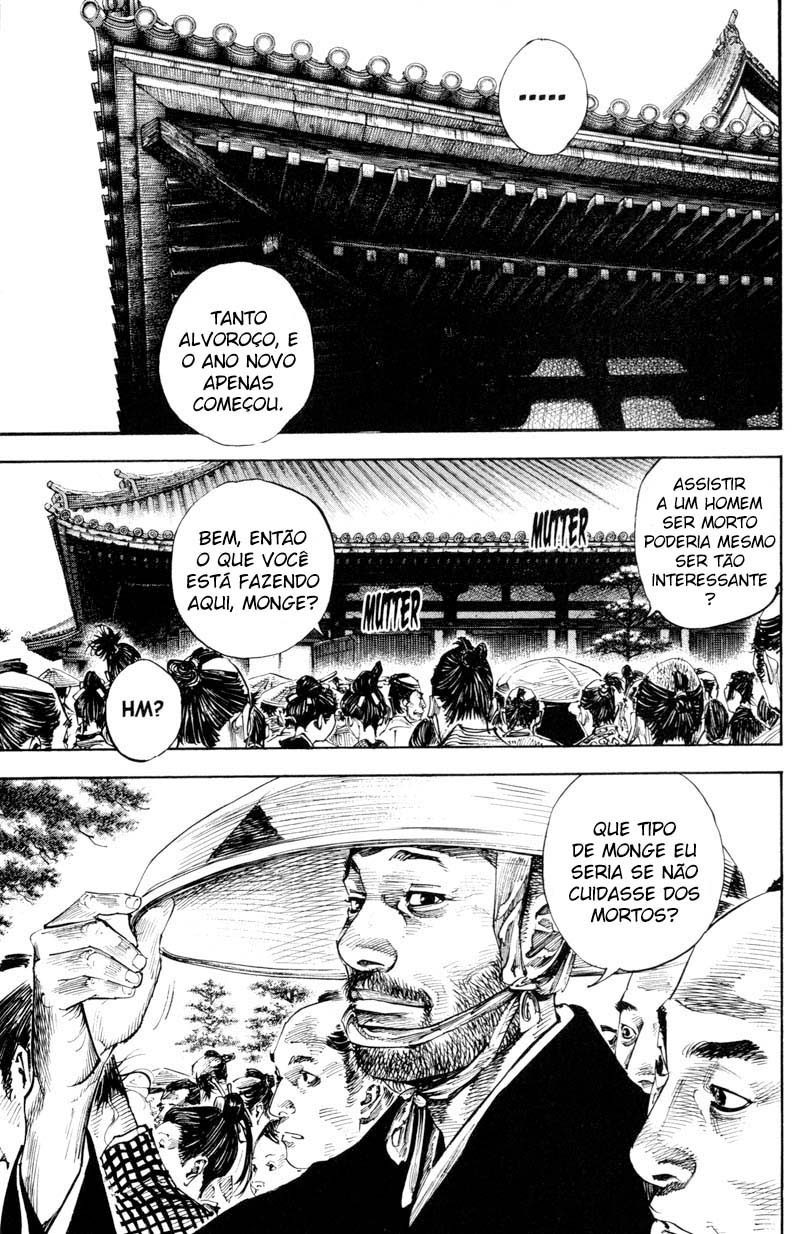 .....
TANTO
ALVOROÇO, E
O ANO NOVO
APENAS
COMEÇOU.
ASSISTIR
A UM HOMEM
SER MORTO
PODERIA MESMO
SER TÃO
INTERESSANTE
?
MUTTER
MUTTER
BEM, ENTÃO
O QUE VOCÊ
ESTÁ FAZENDO
AQUI, MONGE?
HM?
QUE TIPO
DE MONGE EU
SERIA SE NÃO
CUIDASSE DOS
MORTOS?